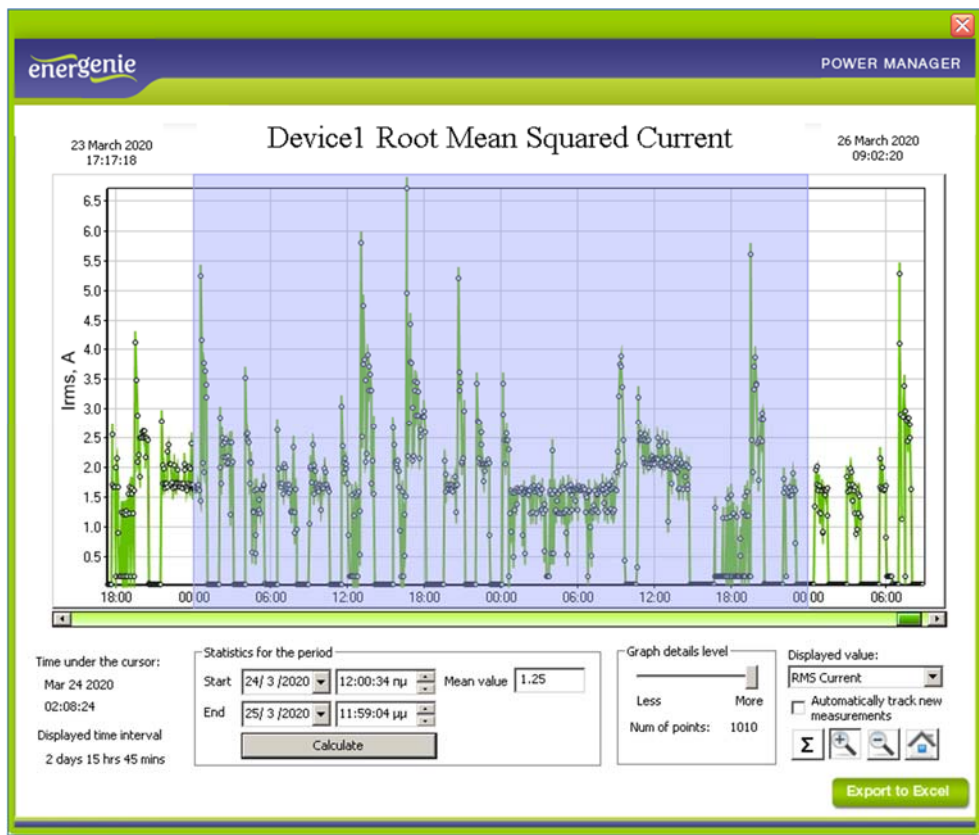 energenie
POWER MANAGER
23 March 2020
17:17:18
Device1 Root Mean Squared Current
26 March 2020
09:02:20
Irms, A
6.5
6.0
5.5
5.0
4.5
4.0
3.5
3.0
2.5
2.0
1.5
1.0
0.5
18:00 00:00 06:00 12:00 18:00 00:00 06:00 12:00 18:00 00:00 06:00
Time under the cursor:
Mar 24 2020
02:08:24
Displayed time interval
2 days 15 hrs 45 mins
Statistics for the period
Start 24/ 3 /2020 12:00:34 πμ Mean value 1.25
End 25/ 3 /2020 11:59:04 μμ
Calculate
Graph details level
Less More
Num of points: 1010
Displayed value:
RMS Current
Automatically track new
measurements
Σ
Export to Excel